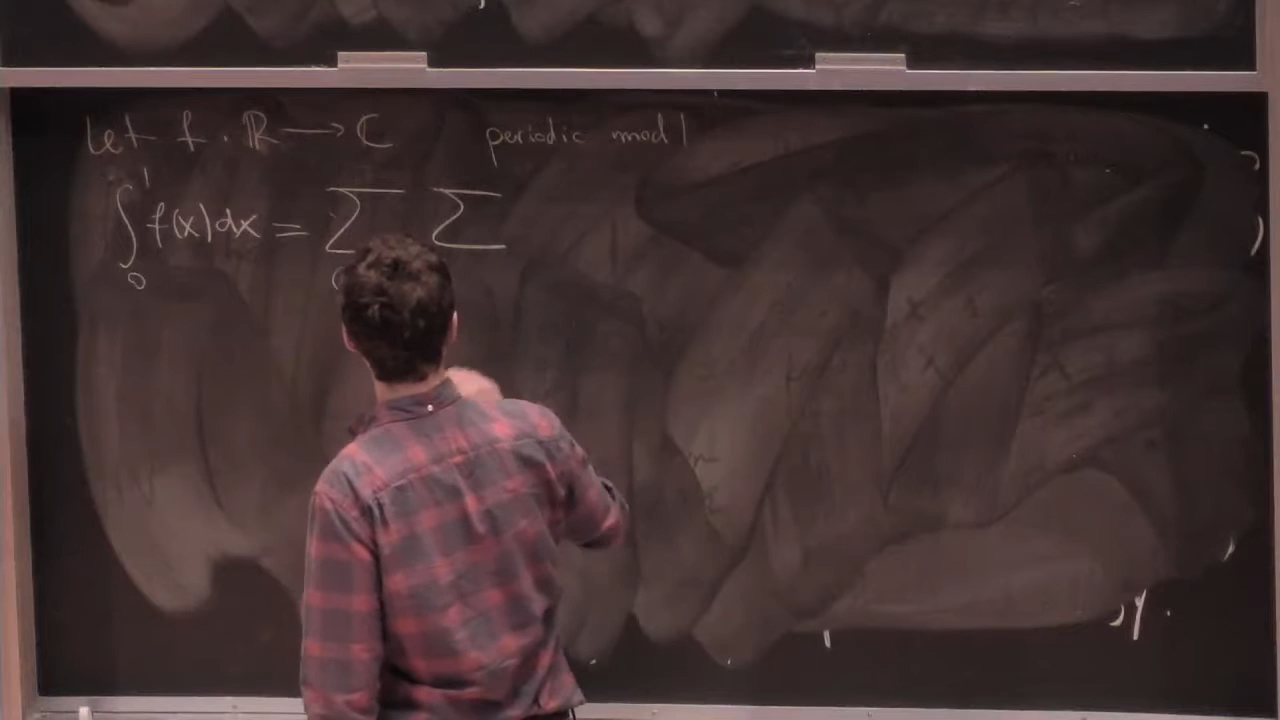 Let f : ℝ → ℂ periodic mod 1
∫₀¹ f(x)dx = Σ Σ